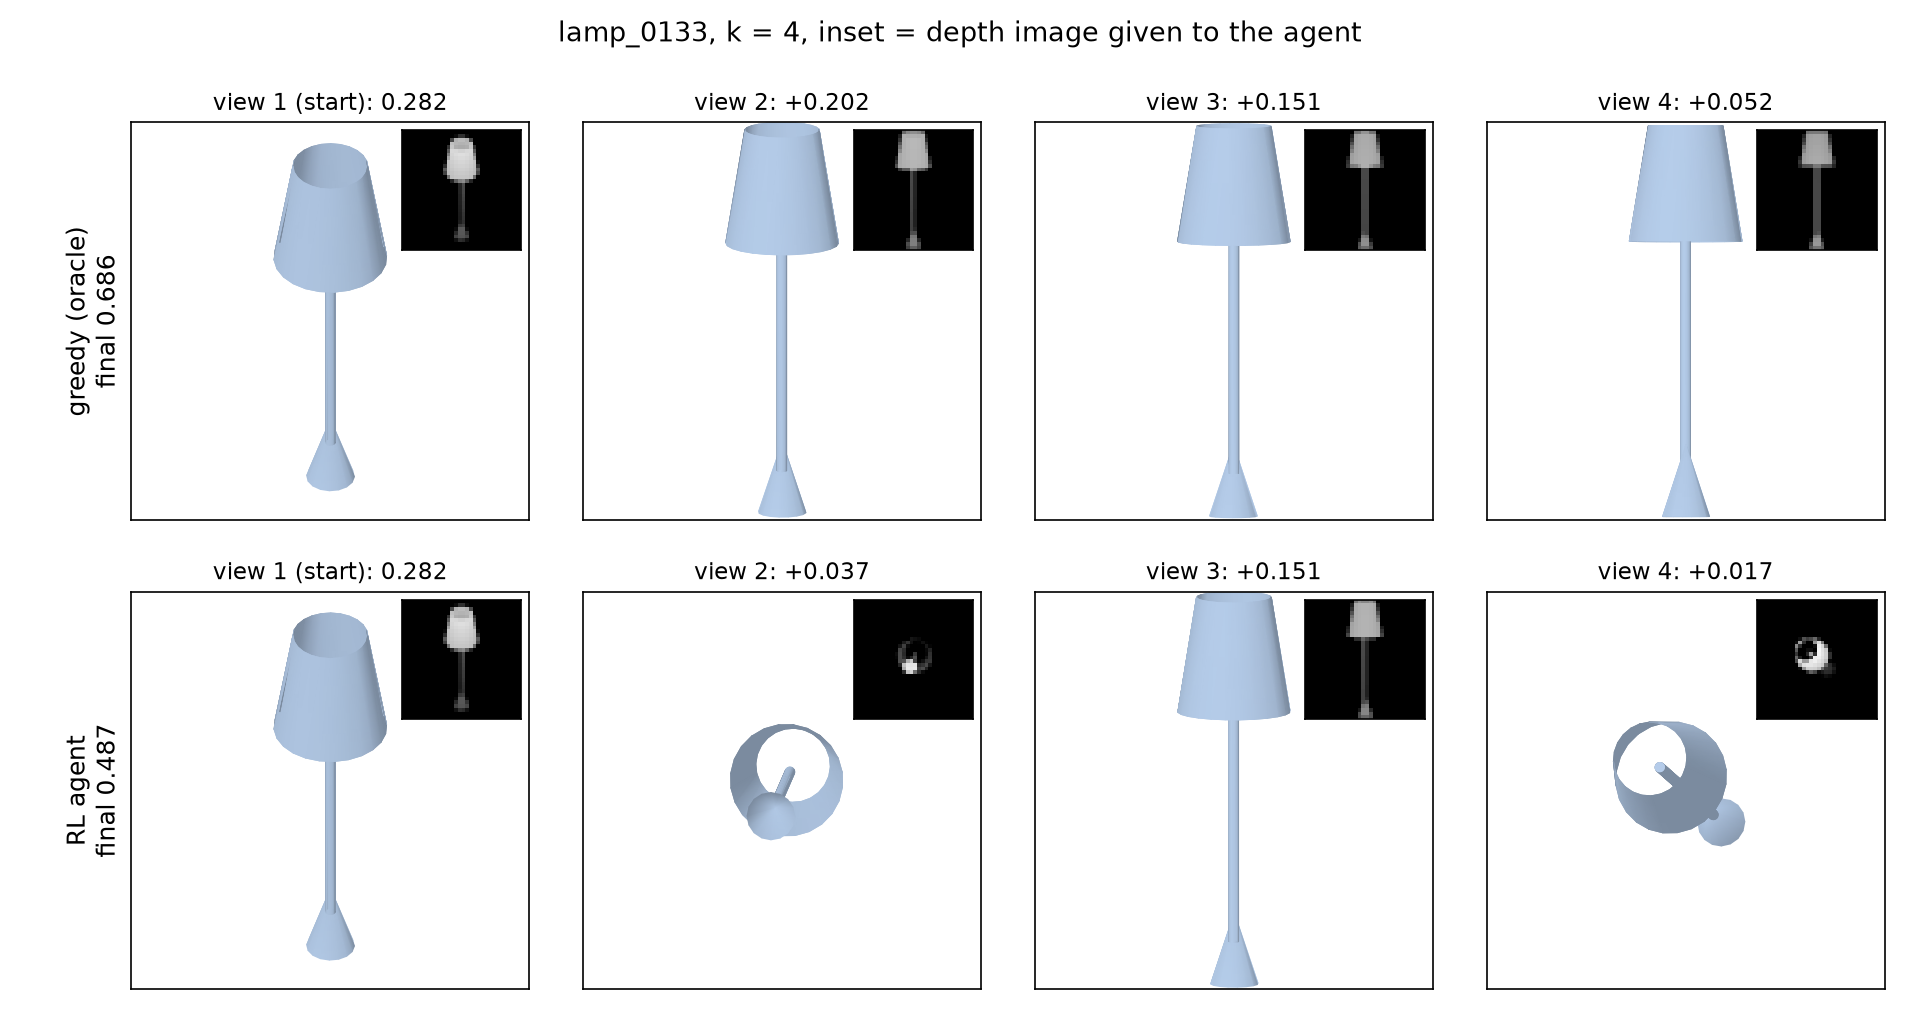 lamp_0133, k = 4, inset = depth image given to the agent
view 1 (start): 0.282
view 2: +0.202
view 3: +0.151
view 4: +0.052
greedy (oracle)
final 0.686
view 1 (start): 0.282
view 2: +0.037
view 3: +0.151
view 4: +0.017
RL agent
final 0.487